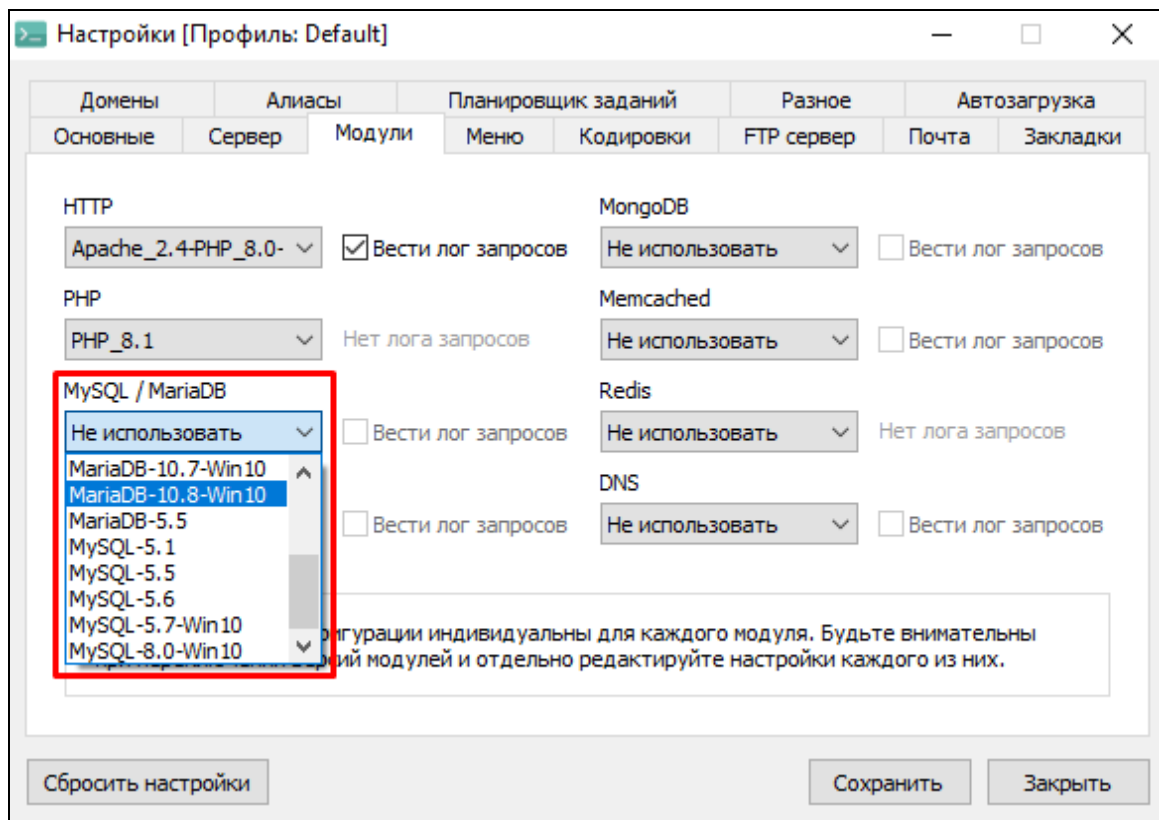 Настройки [Профиль: Default]
Домены Алиасы Планировщик заданий Разное Автозагрузка
Основные Сервер Модули Меню Кодировки FTP сервер Почта Закладки
HTTP MongoDB
Apache_2.4-PHP_8.0- Вести лог запросов Не использовать Вести лог запросов
PHP Memcached
PHP_8.1 Нет лога запросов Не использовать Вести лог запросов
MySQL / MariaDB Redis
Не использовать Вести лог запросов Не использовать Нет лога запросов
MariaDB-10.7-Win10
MariaDB-10.8-Win10 DNS
MariaDB-5.5 Вести лог запросов Не использовать Вести лог запросов
MySQL-5.1
MySQL-5.5
MySQL-5.6
MySQL-5.7-Win10
индивидуальны для каждого модуля. Будьте внимательны
MySQL-8.0-Win10
модулей и отдельно редактируйте настройки каждого из них.
Сбросить настройки Сохранить Закрыть